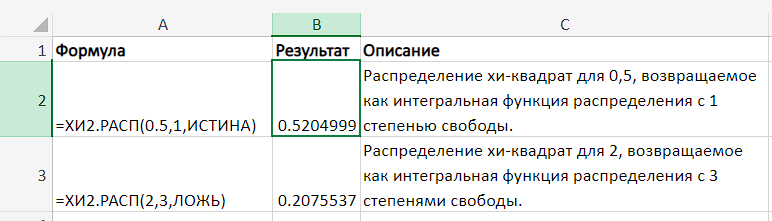 A B C
1 Формула Результат Описание
Распределение хи-квадрат для 0,5, возвращаемое
как интегральная функция распределения с 1
2 =ХИ2.РАСП(0.5,1,ИСТИНА) 0.5204999 степенью свободы.
Распределение хи-квадрат для 2, возвращаемое
как интегральная функция распределения с 3
3 =ХИ2.РАСП(2,3,ЛОЖЬ) 0.2075537 степенями свободы.